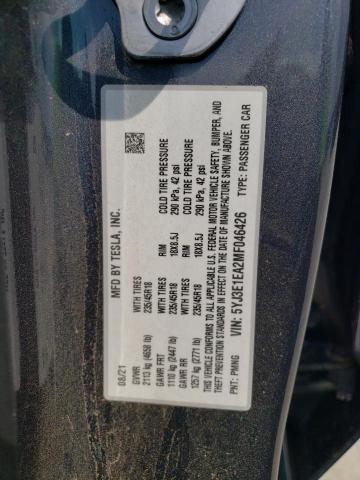 MFD BY TESLA, INC.
08/21
GVWR
2113 kg (4658 lb)
GAWR FRT WITH TIRES RIM COLD TIRE PRESSURE
1110 kg (2447 lb) 235/45R18 18X8.5J 290 kPa, 42 psi
GAWR RR WITH TIRES RIM COLD TIRE PRESSURE
1257 kg (2771 lb) 235/45R18 18X8.5J 290 kPa, 42 psi
THIS VEHICLE CONFORMS TO ALL APPLICABLE U.S. FEDERAL MOTOR VEHICLE SAFETY, BUMPER, AND
THEFT PREVENTION STANDARDS IN EFFECT ON THE DATE OF MANUFACTURE SHOWN ABOVE.
VIN: 5YJ3E1EA2MF046426 TYPE: PASSENGER CAR
PNT: PMNG